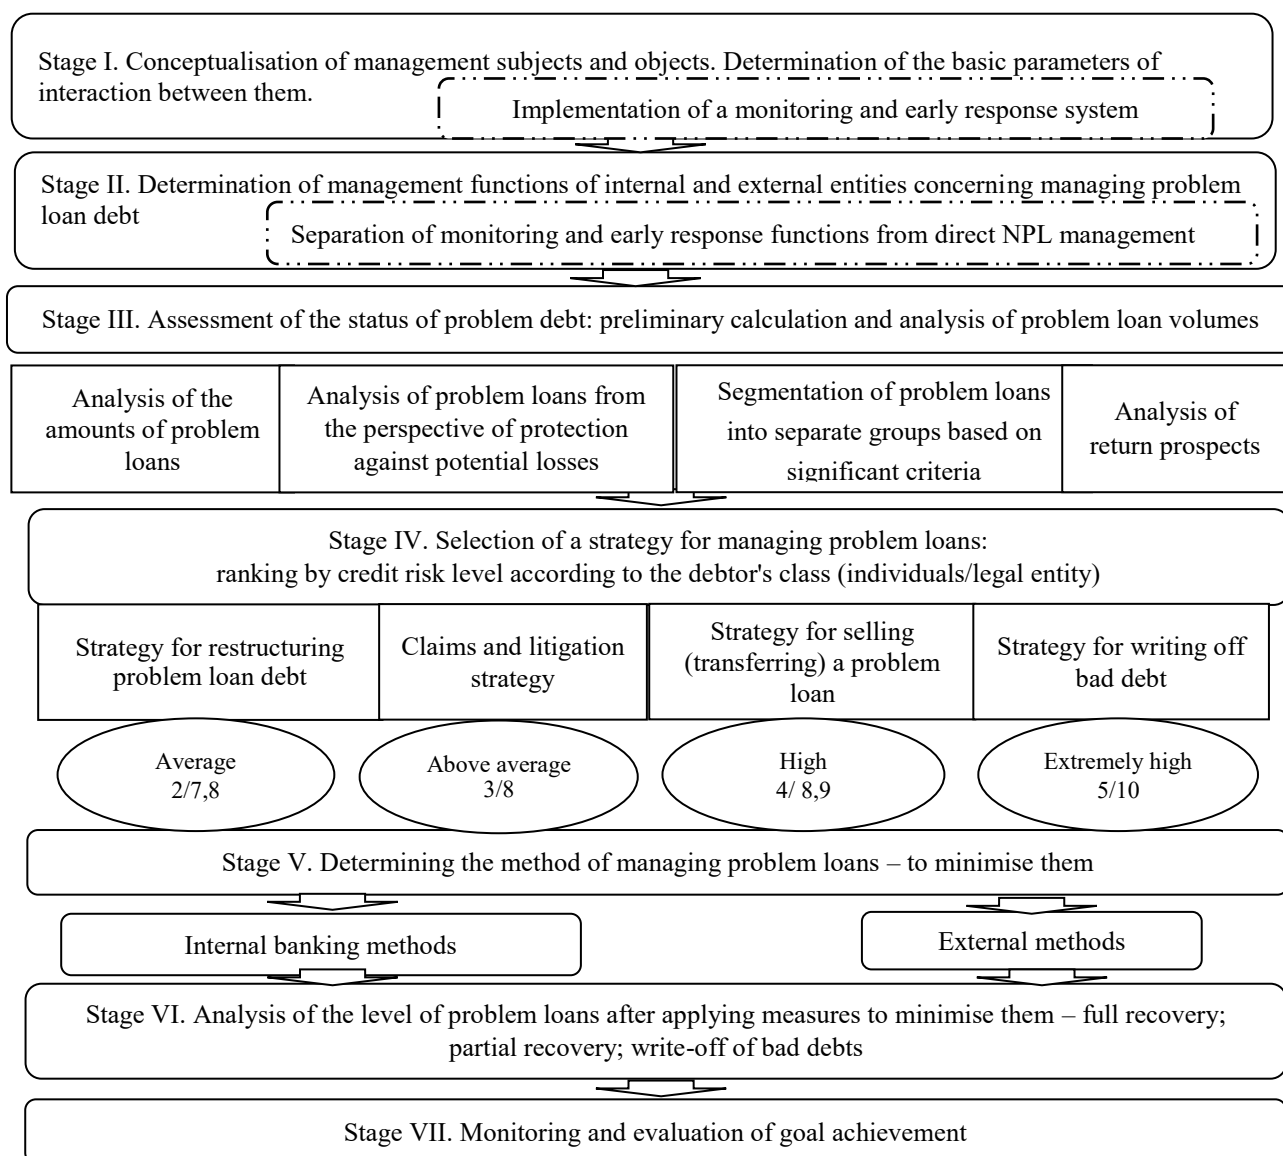 Stage I. Conceptualisation of management subjects and objects. Determination of the basic parameters of
interaction between them.
Implementation of a monitoring and early response system
Stage II. Determination of management functions of internal and external entities concerning managing problem
loan debt
Separation of monitoring and early response functions from direct NPL management
Stage III. Assessment of the status of problem debt: preliminary calculation and analysis of problem loan volumes
Analysis of the
amounts of problem
loans
Analysis of problem loans from
the perspective of protection
against potential losses
Segmentation of problem loans
into separate groups based on
significant criteria
Analysis of
return prospects
Stage IV. Selection of a strategy for managing problem loans:
ranking by credit risk level according to the debtor's class (individuals/legal entity)
Strategy for restructuring
problem loan debt
Claims and litigation
strategy
Strategy for selling
(transferring) a problem
loan
Strategy for writing off
bad debt
Average
2/7,8
Above average
3/8
High
4/ 8,9
Extremely high
5/10
Stage V. Determining the method of managing problem loans – to minimise them
Internal banking methods
External methods
Stage VI. Analysis of the level of problem loans after applying measures to minimise them – full recovery;
partial recovery; write-off of bad debts
Stage VII. Monitoring and evaluation of goal achievement